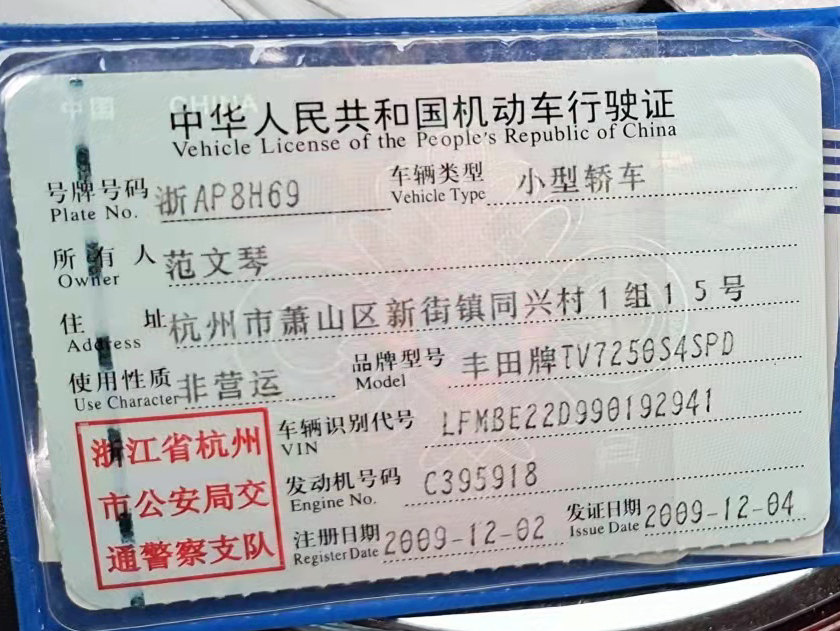 中国 CHINA
中华人民共和国机动车行驶证
Vehicle License of the People's Republic of China
号牌号码 浙AP8H69 车辆类型 小型轿车
Plate No. Vehicle Type
所有人 范文琴
Owner
住址 杭州市萧山区新街镇同兴村1组15号
Address
使用性质 非营运 品牌型号 丰田牌TV7250S4SPD
Use Character Model
浙江省杭州
市公安局交
通警察支队
车辆识别代号 LFMBE22D990192941
VIN
发动机号码 C395918
Engine No.
注册日期 2009-12-02 发证日期 2009-12-04
Register Date Issue Date